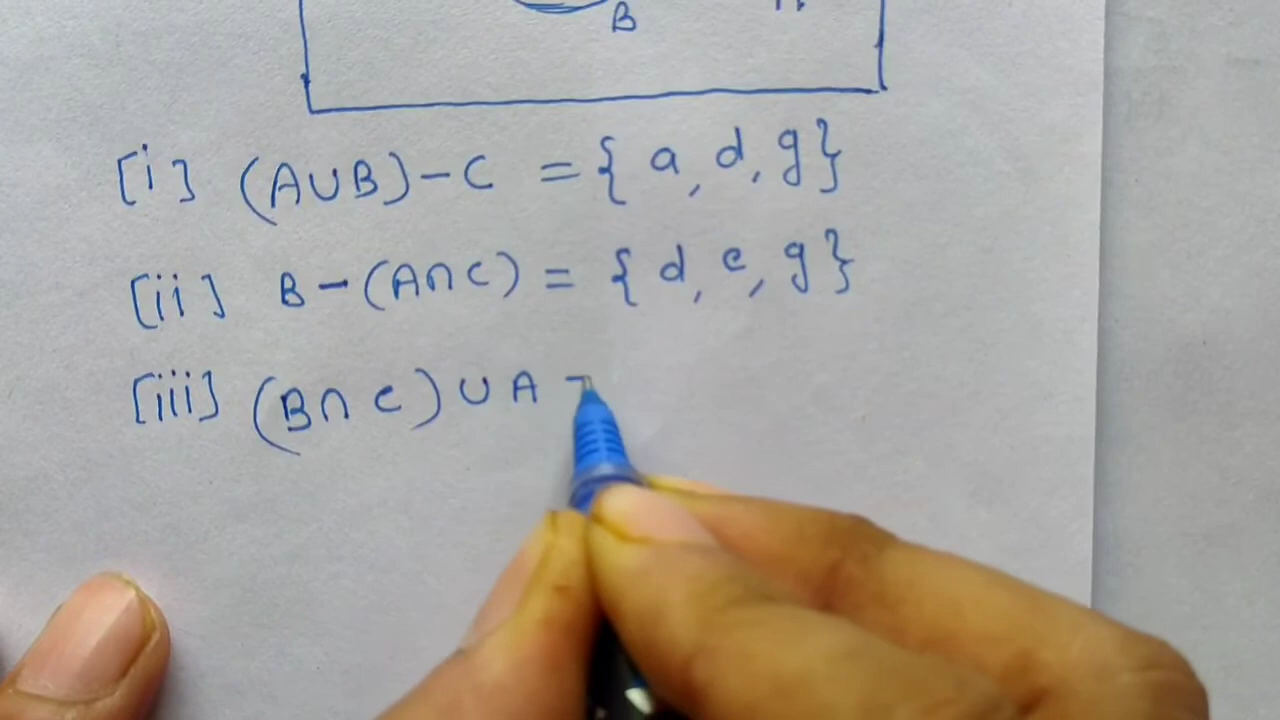 B
[i] (A∪B)-C = { a, d, g}
[ii] B-(A∩C) = { d, e, g}
[iii] (B∩C)∪A =